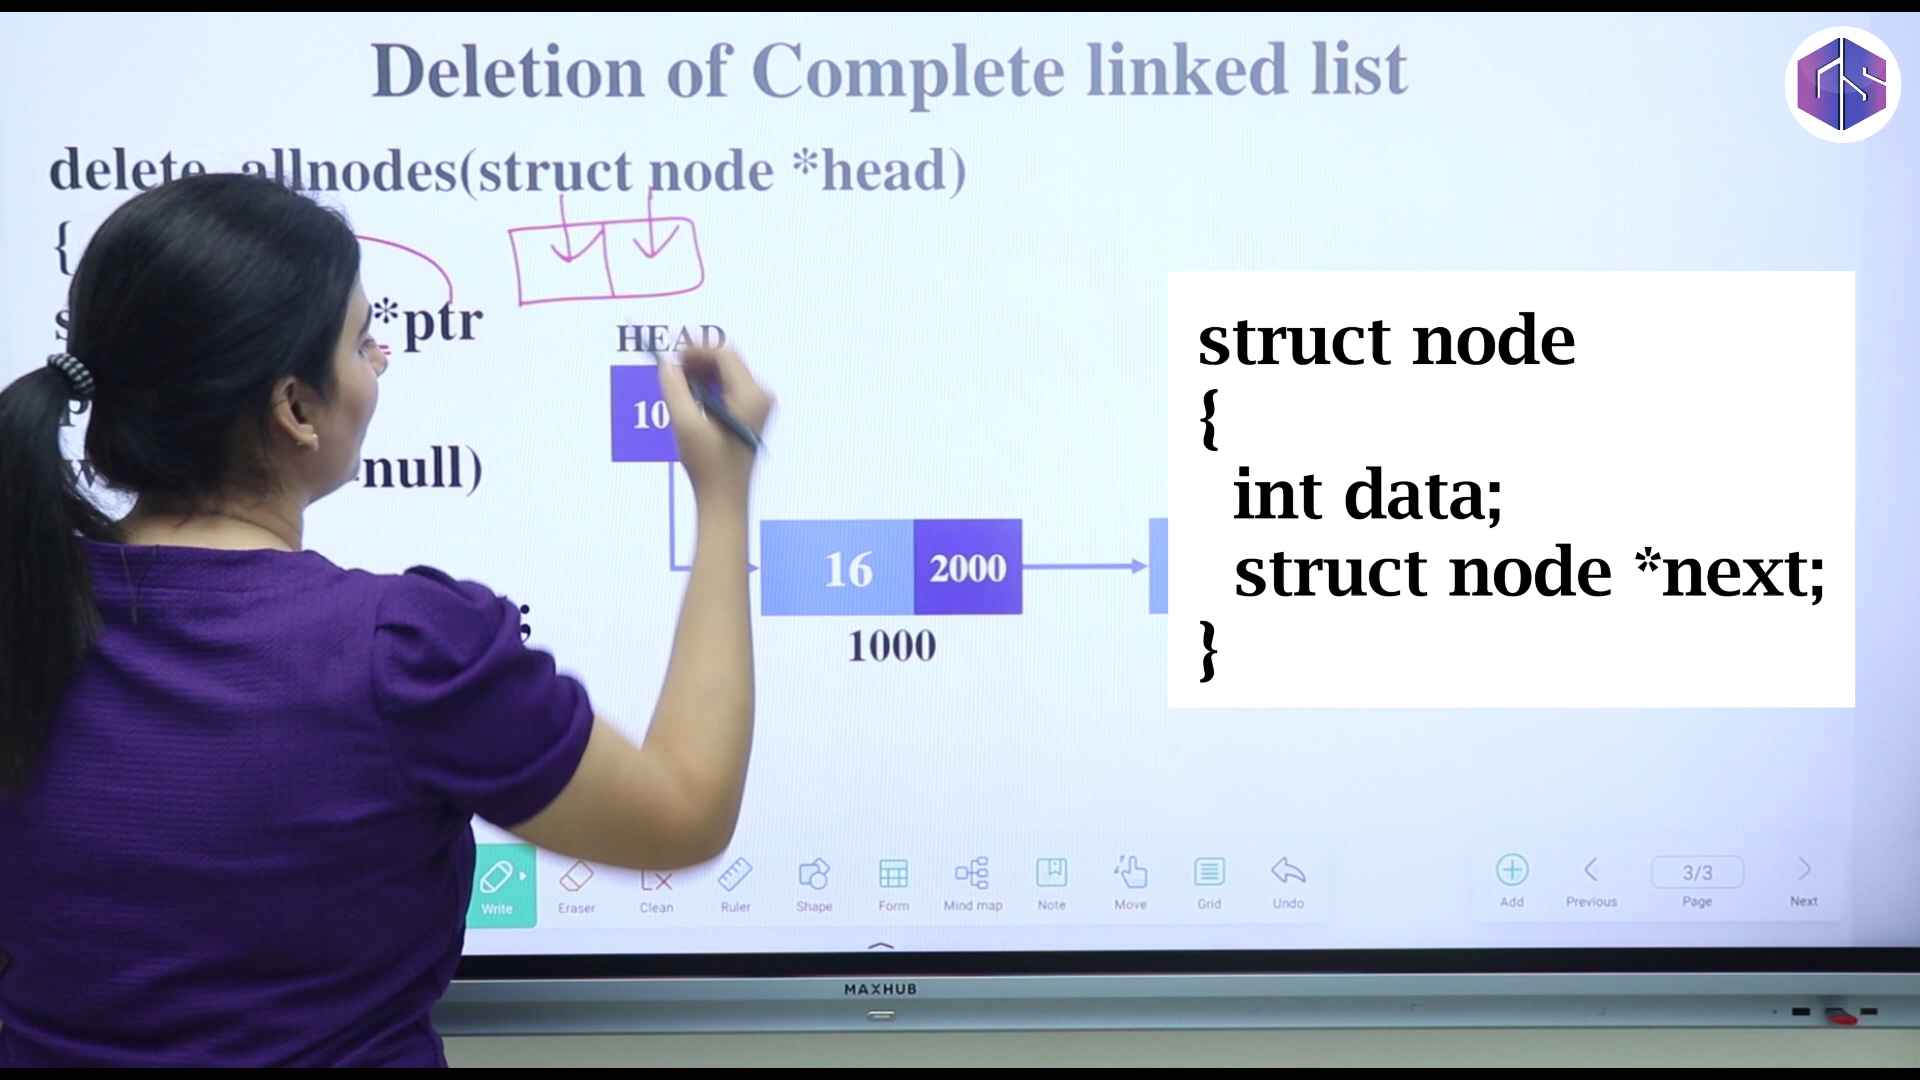 Deletion of Complete linked list
delete_allnodes(struct node *head)
{
*ptr
HEAD
10
null)
;
16 2000
1000
struct node
{
int data;
struct node *next;
}
Write Eraser Clean Ruler Shape Form Mind map Note Move Grid Undo Add Previous 3/3 Page Next
MAXHUB